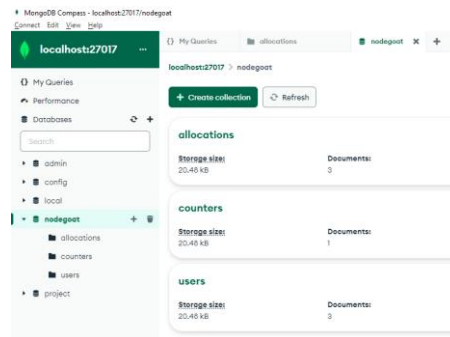 MongoDB Compass - localhost:27017/nodegoat
Connect Edit View Help
localhost:27017 ...
{} My Queries
Performance
Databases
Search
admin
config
local
nodegoat
allocations
counters
users
project
{} My Queries allocations nodegoat
localhost:27017 > nodegoat
+ Create collection Refresh
allocations
Storage size: Documents:
20.48 kB 3
counters
Storage size: Documents:
20.48 kB 1
users
Storage size: Documents:
20.48 kB 3